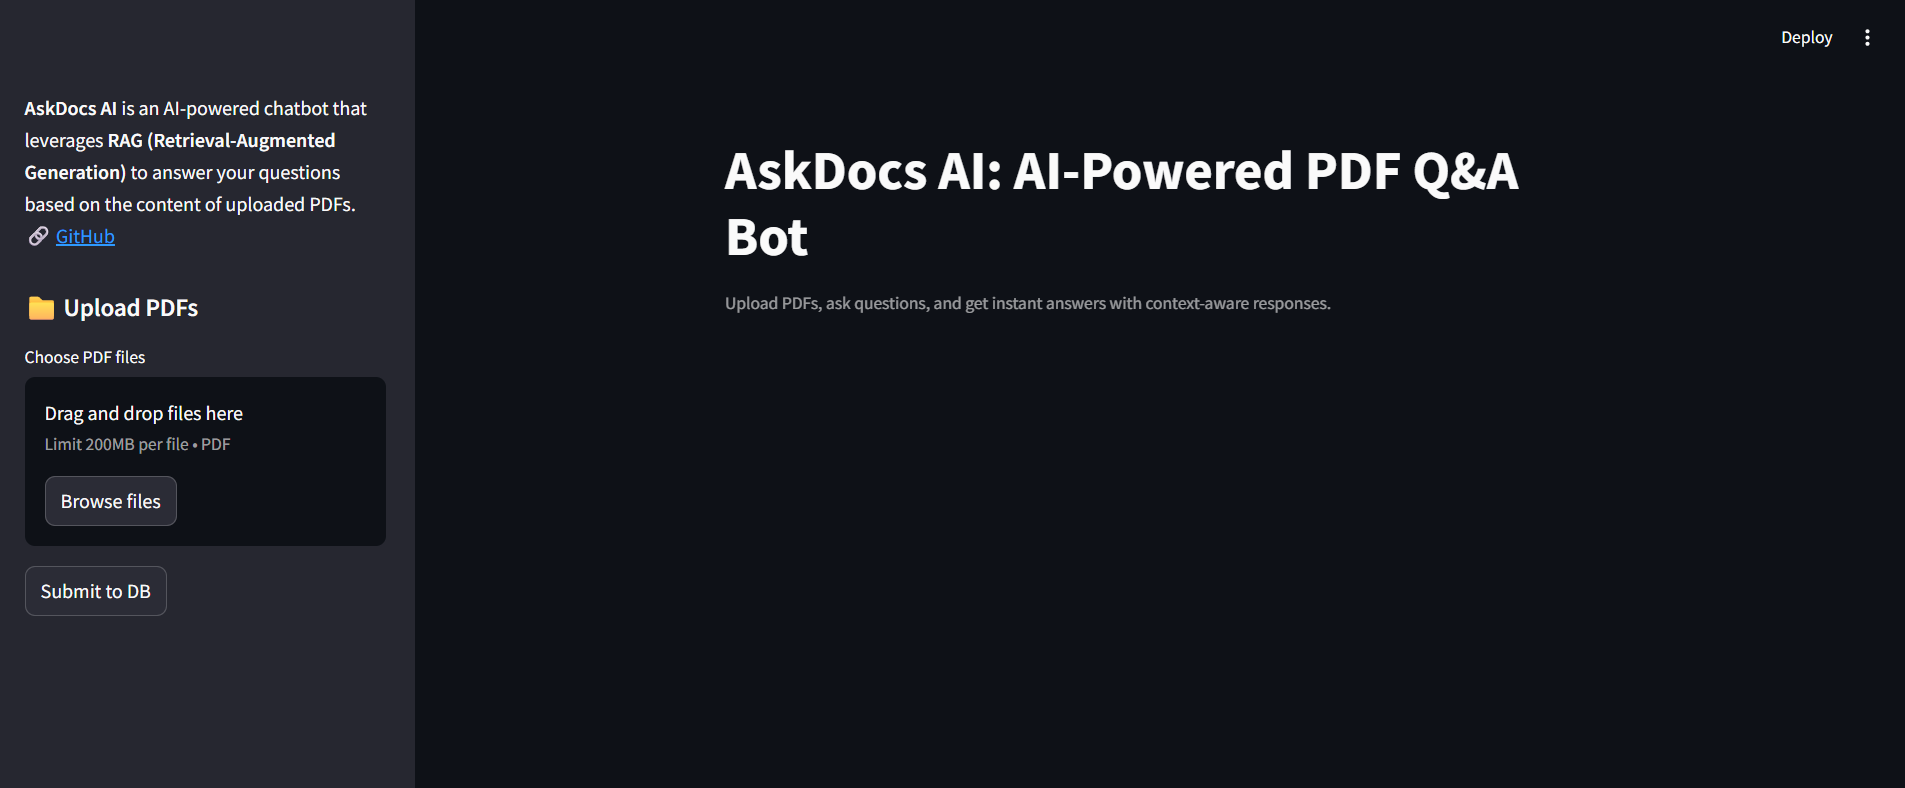 AskDocs AI is an AI-powered chatbot that
leverages RAG (Retrieval-Augmented
Generation) to answer your questions
based on the content of uploaded PDFs.
GitHub
Upload PDFs
Choose PDF files
Drag and drop files here
Limit 200MB per file • PDF
Browse files
Submit to DB
Deploy
AskDocs AI: AI-Powered PDF Q&A
Bot
Upload PDFs, ask questions, and get instant answers with context-aware responses.